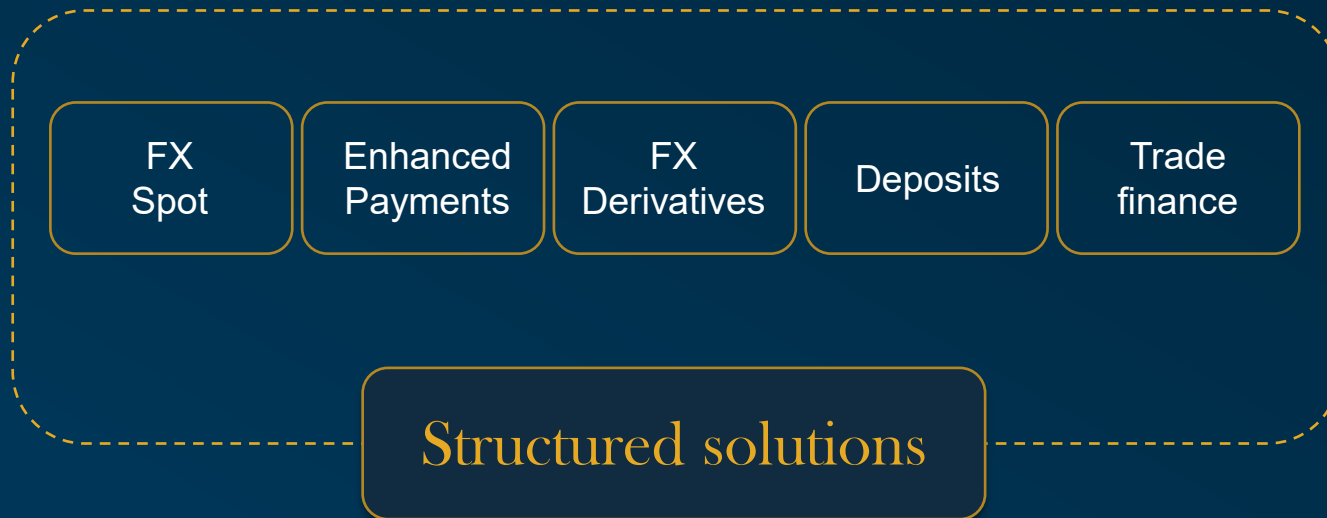 FX
Spot
Enhanced
Payments
FX
Derivatives
Deposits
Trade
finance
Structured solutions